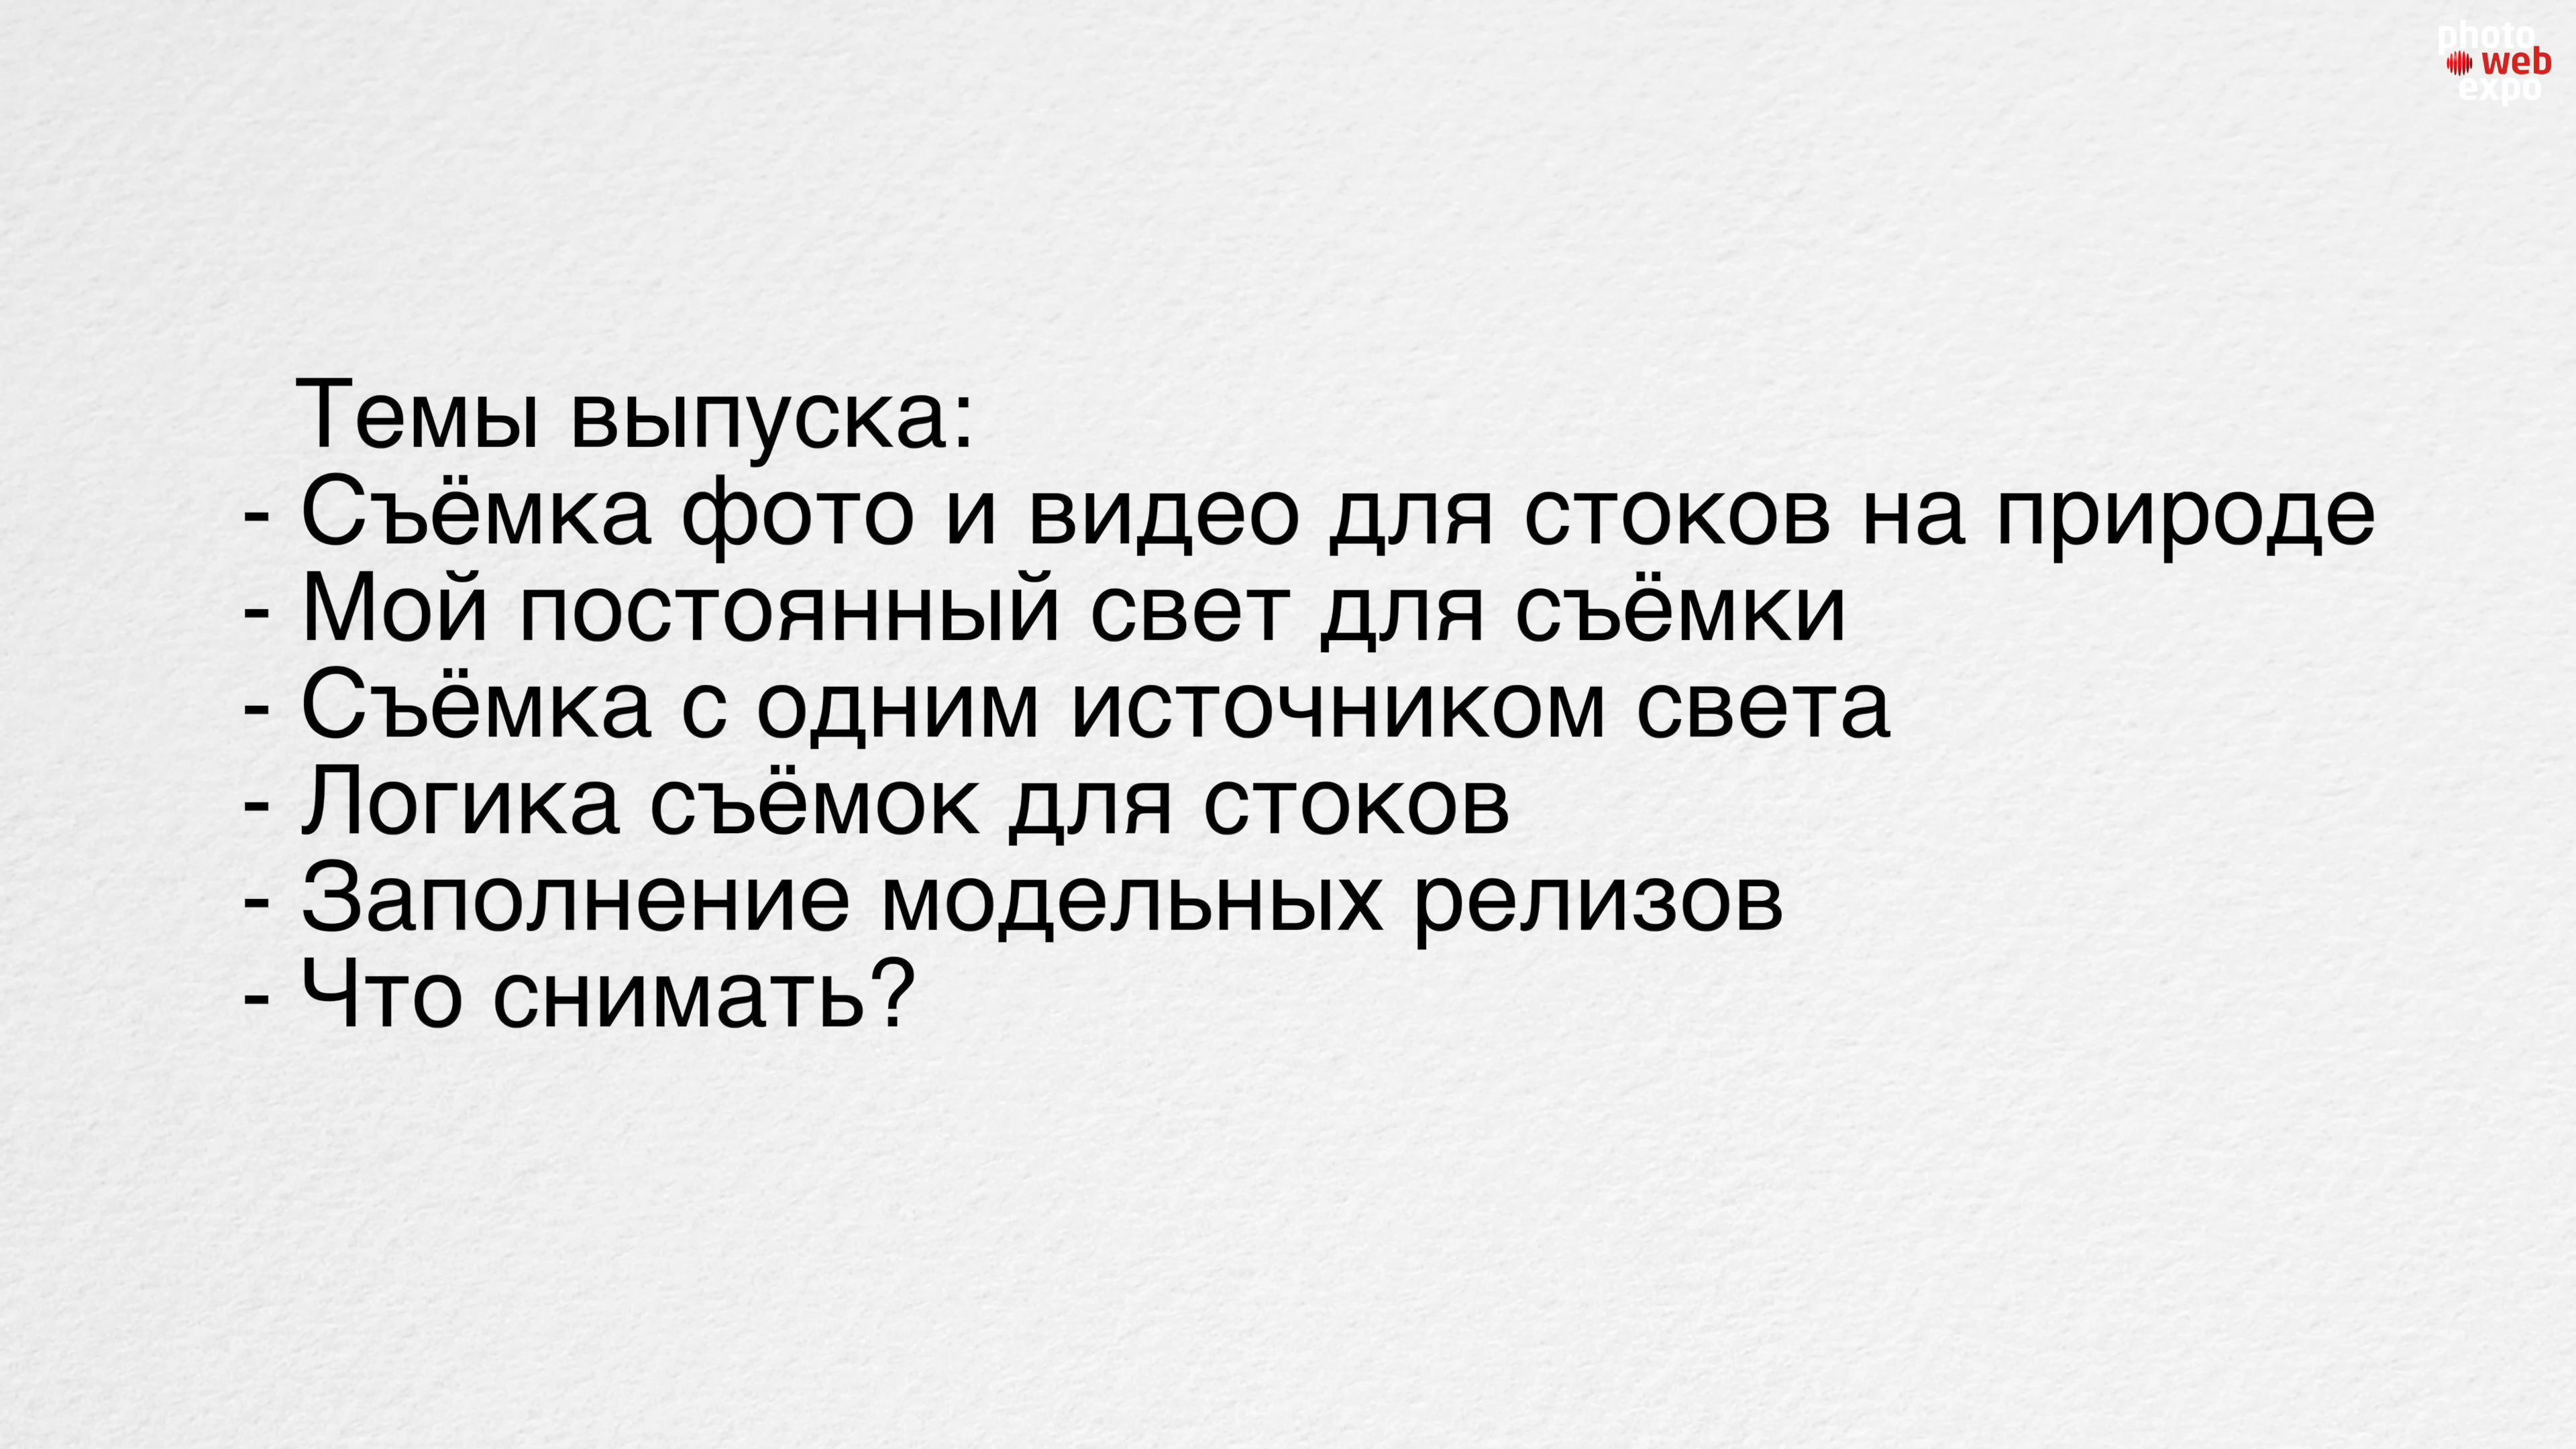 photo
web
expo
Темы выпуска:
- Съёмка фото и видео для стоков на природе
- Мой постоянный свет для съёмки
- Съёмка с одним источником света
- Логика съёмок для стоков
- Заполнение модельных релизов
- Что снимать?